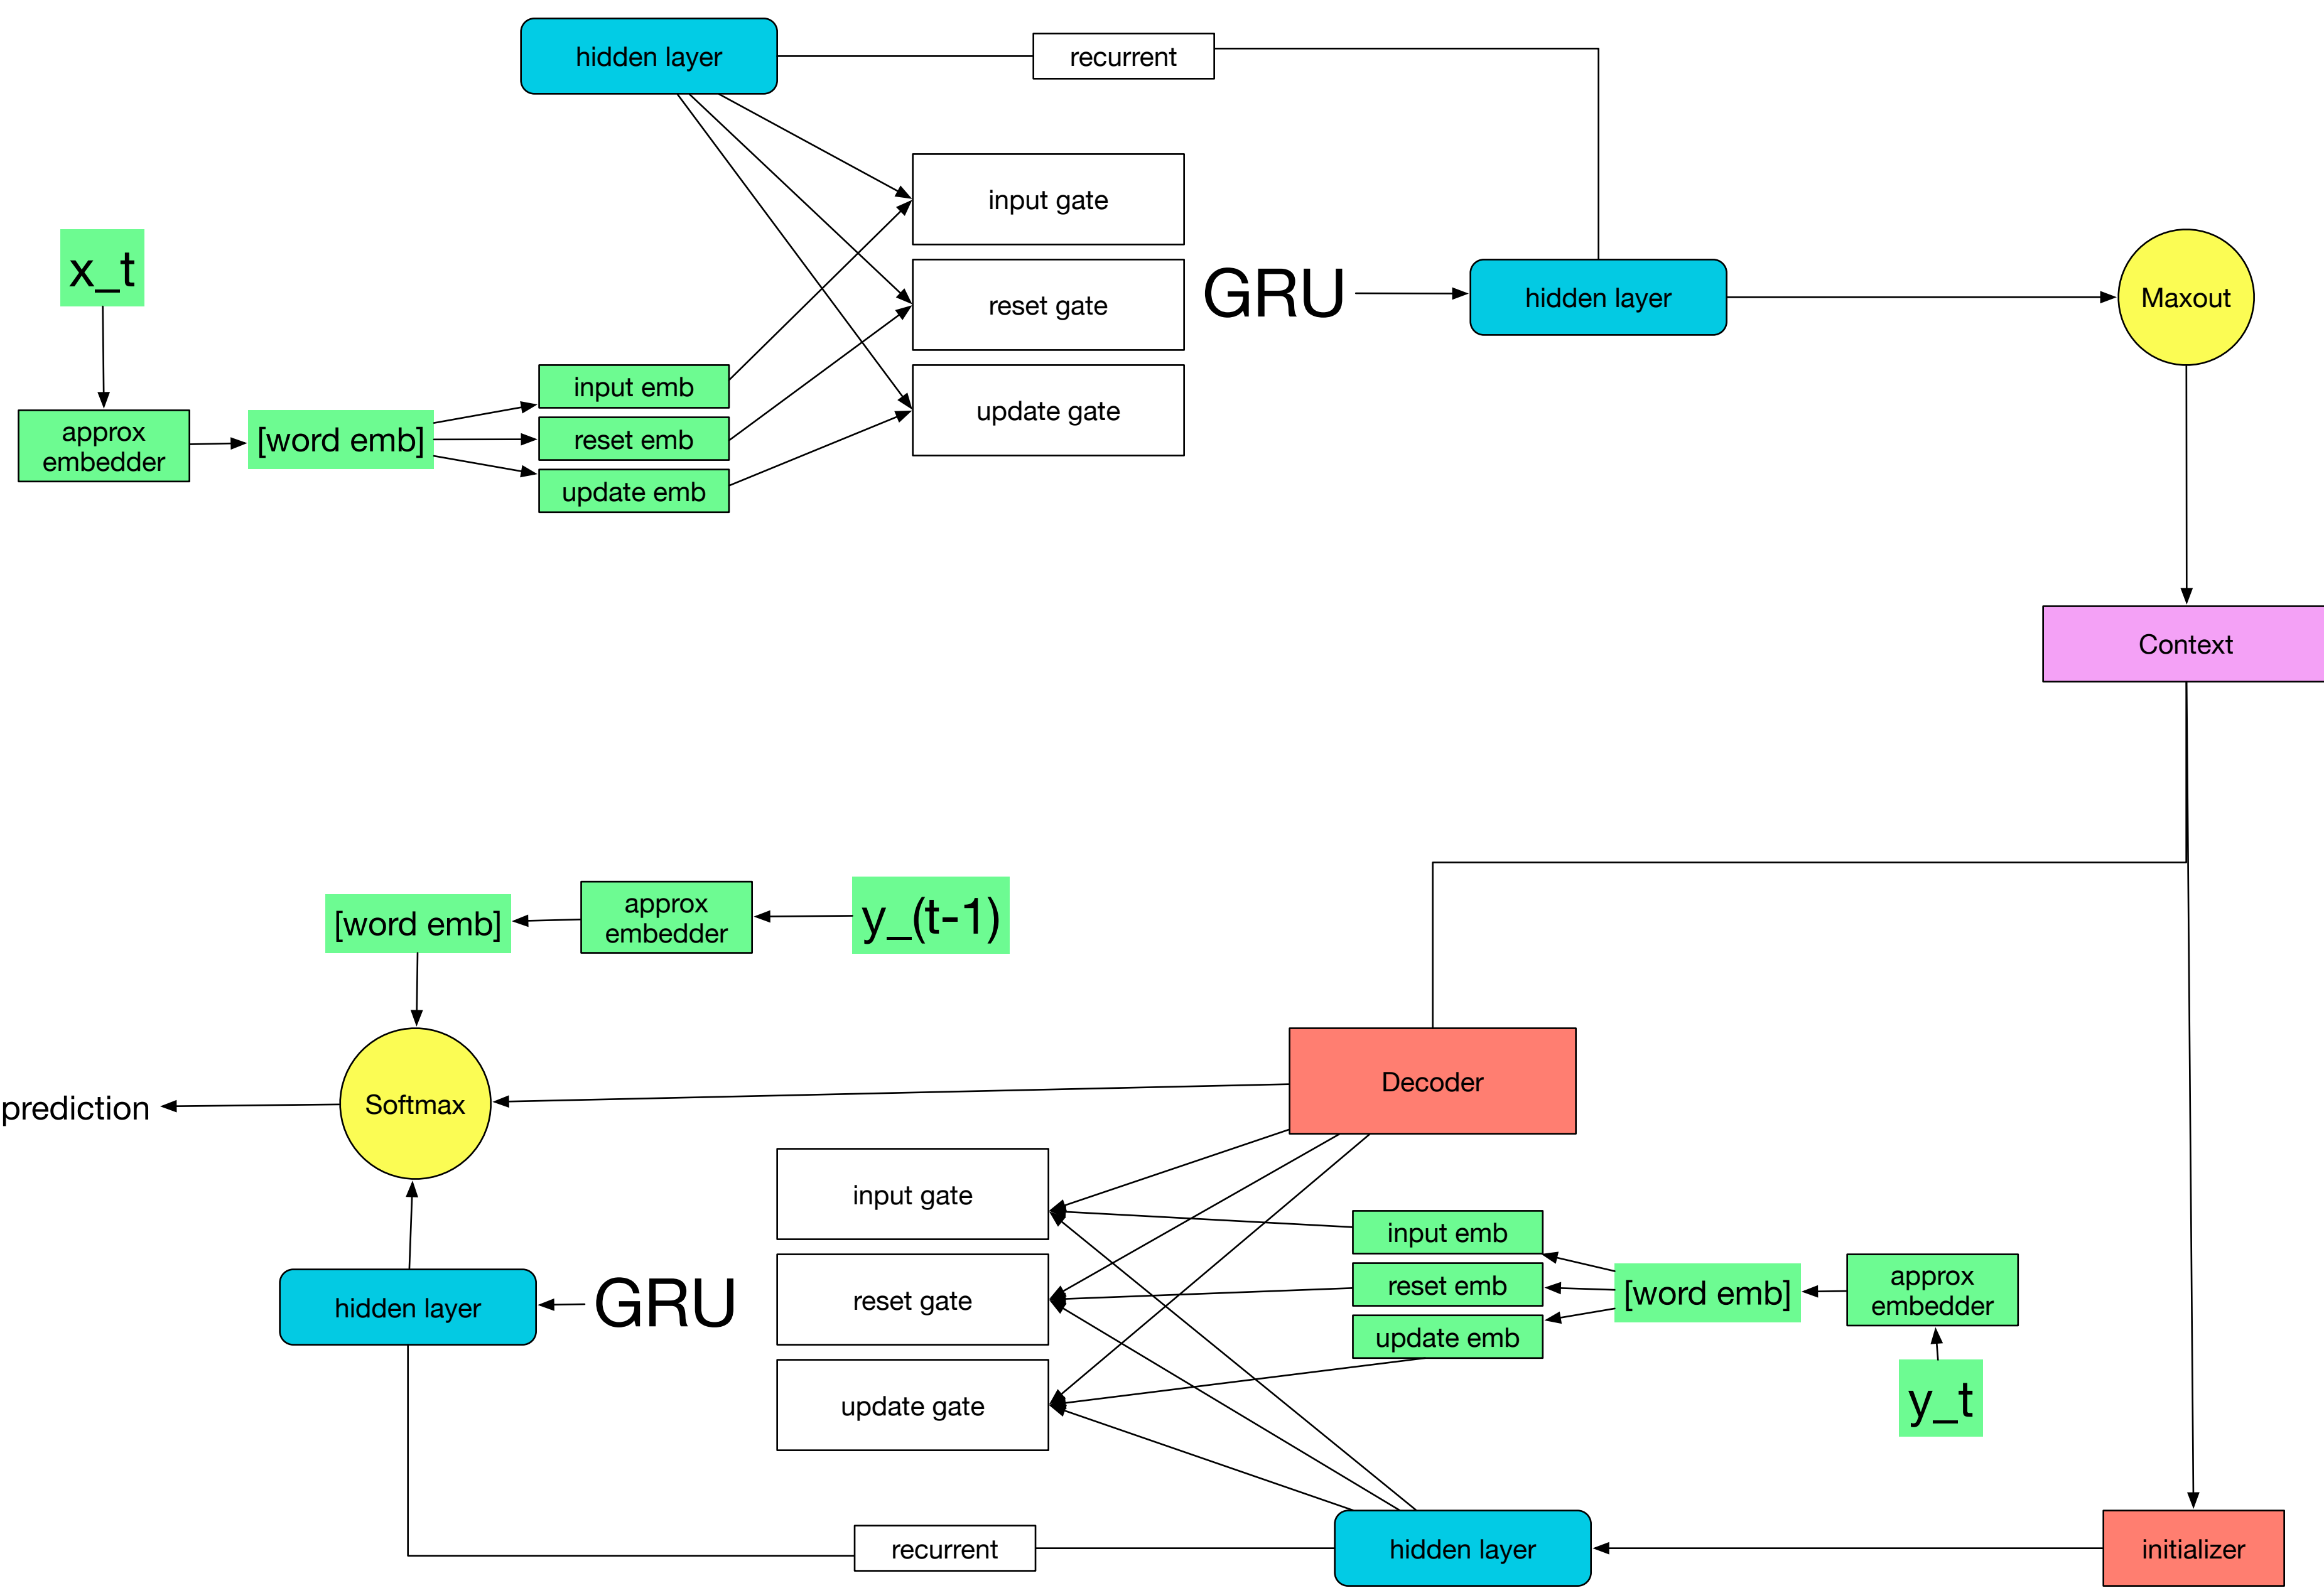 hidden layer
recurrent
input gate
x_t
reset gate
GRU
hidden layer
Maxout
input emb
update gate
approx
embedder
[word emb]
reset emb
update emb
Context
[word emb]
approx
embedder
y_(t-1)
Decoder
prediction
Softmax
input gate
input emb
reset gate
reset emb
[word emb]
approx
embedder
hidden layer
GRU
update emb
update gate
y_t
recurrent
hidden layer
initializer